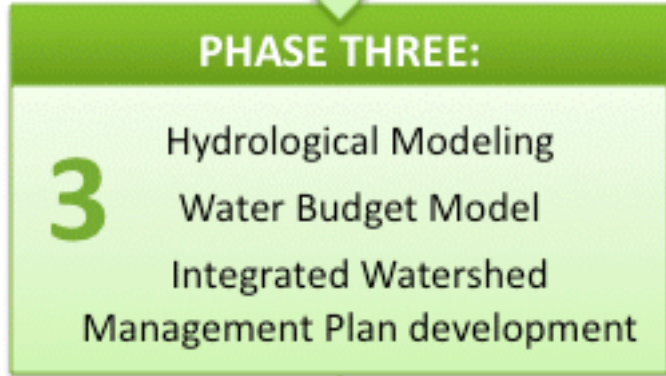 PHASE THREE:
3
Hydrological Modeling
Water Budget Model
Integrated Watershed
Management Plan development